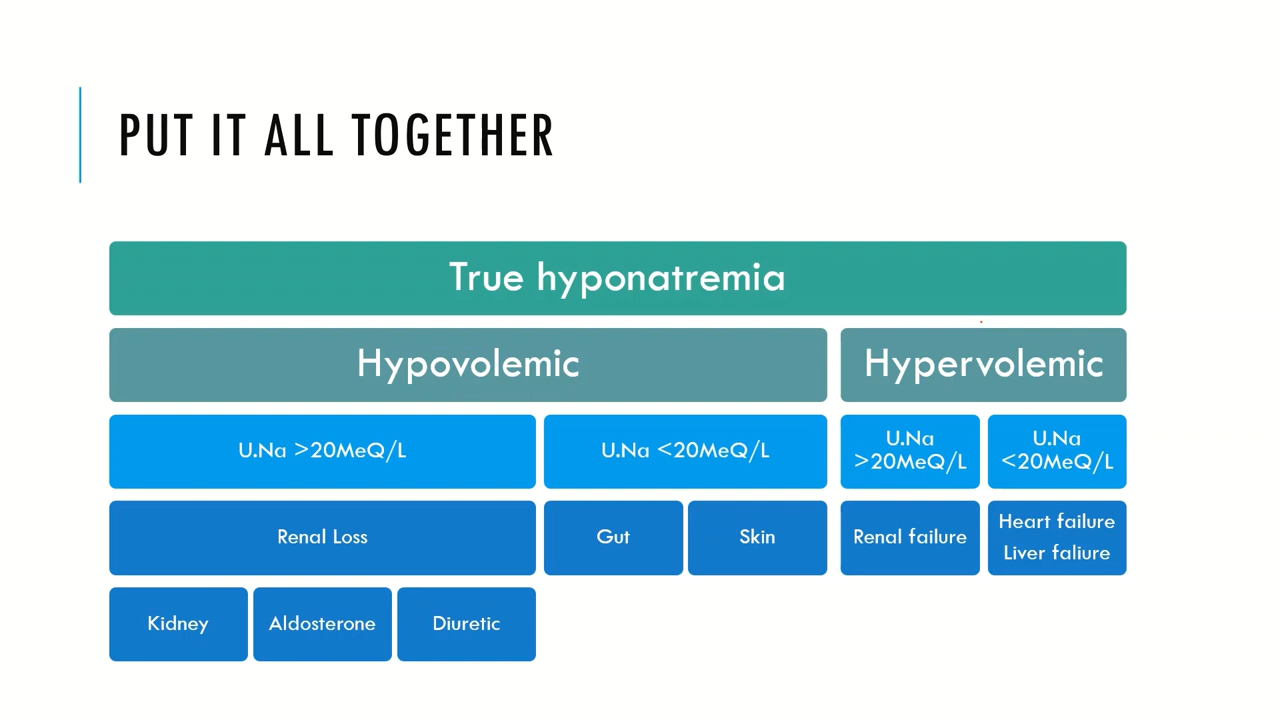 PUT IT ALL TOGETHER
True hyponatremia
Hypovolemic
Hypervolemic
U.Na >20MeQ/L
U.Na <20MeQ/L
U.Na
>20MeQ/L
U.Na
<20MeQ/L
Renal Loss
Gut
Skin
Renal failure
Heart failure
Liver faliure
Kidney
Aldosterone
Diuretic